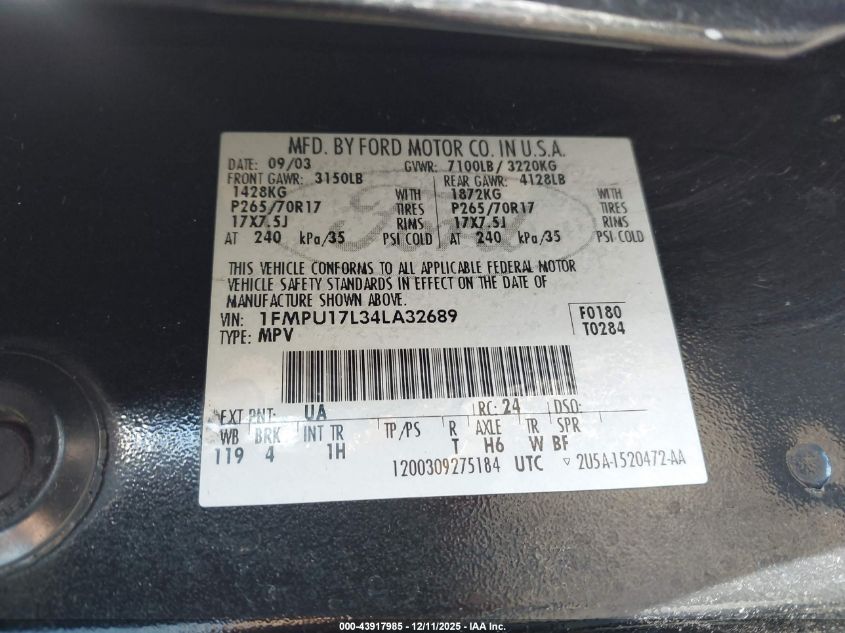 MFD. BY FORD MOTOR CO. IN U.S.A.
DATE: 09/03 GVWR: 7100LB / 3220KG
FRONT GAWR: 3150LB REAR GAWR: 4128LB
1428KG WITH 1872KG WITH
P265/70R17 TIRES P265/70R17 TIRES
17X7.5J RIMS 17X7.5J RIMS
AT 240 kPa/35 PSI COLD AT 240 kPa/35 PSI COLD
Ford
THIS VEHICLE CONFORMS TO ALL APPLICABLE FEDERAL MOTOR
VEHICLE SAFETY STANDARDS IN EFFECT ON THE DATE OF
MANUFACTURE SHOWN ABOVE.
VIN: 1FMPU17L34LA32689 F0180
TYPE: MPV T0284
EXT PNT: UA RC: 24 DSO:
WB BRK INT TR TP/PS R AXLE TR SPR
119 4 1H T H6 W BF
1200309275184 UTC ▽ 2U5A-1520472-AA
000-43917985 - 12/11/2025 - IAA Inc.